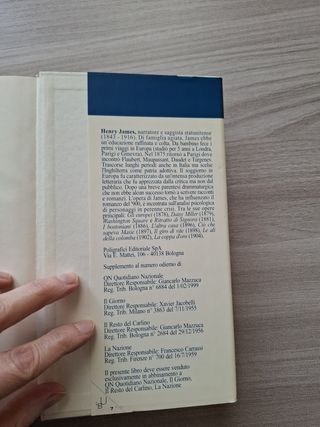 Henry James, narratore e saggista statunitense
(1843 - 1916). Di famiglia agiata, James ebbe
un'educazione raffinata e colta. Da bambino fece i
primi viaggi in Europa (studiò per 5 anni a Londra,
Parigi e Ginevra). Nel 1875 ritornò a Parigi dove
incontrò Flaubert, Maupassant, Daudet e Turgenev.
Trascorse lunghi periodi anche in Italia ma scelse
l'Inghilterra come patria adottiva. Il soggiorno in
Europa fu caratterizzato da un'intensa produzione
letteraria che fu apprezzata dalla critica ma non dal
pubblico. Dopo una breve parentesi drammaturgica
che non ebbe alcun successo tornò a scrivere racconti
e romanzi. L'opera di James, che ha influenzato il
romanzo del '900, è incentrata sull'analisi psicologica
di personaggi in perenne crisi. Tra le sue opere
principali: Gli europei (1878), Daisy Miller (1879),
Washington Square e Ritratto di Signora (1881),
I bostoniani (1886), L'altra casa (1896), Ciò che
sapeva Maisie (1897), Il giro di vite (1898), Le ali
della colomba (1902), La coppa d'oro (1904).
Poligrafici Editoriale SpA
Via E. Mattei, 106 - 40138 Bologna
Supplemento al numero odierno di:
QN Quotidiano Nazionale
Direttore Responsabile: Giancarlo Mazzuca
Reg. Trib. Bologna n° 6684 del 1/02/1999
Il Giorno
Direttore Responsabile: Xavier Jacobelli
Reg. Trib. Milano n° 3863 del 7/11/1955
Il Resto del Carlino
Direttore Responsabile: Giancarlo Mazzuca
Reg. Trib. Bologna n° 2684 del 29/12/1956
La Nazione
Direttore Responsabile: Francesco Carrassi
Reg. Trib. Firenze n° 700 del 16/7/1959
Il presente libro deve essere venduto
esclusivamente in abbinamento a
QN Quotidiano Nazionale, Il Giorno,
Il Resto del Carlino, La Nazione
7